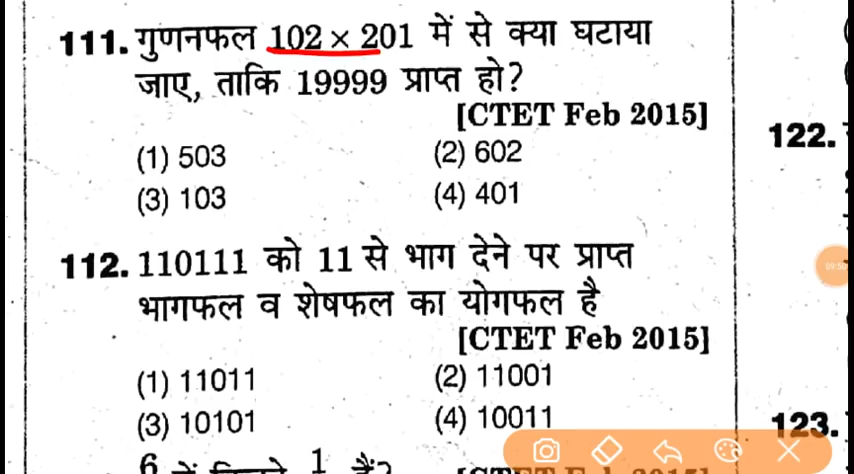 111. गुणनफल 102 × 201 में से क्या घटाया
जाए, ताकि 19999 प्राप्त हो?
[CTET Feb 2015]
(1) 503
(2) 602
(3) 103
(4) 401
112. 110111 को 11 से भाग देने पर प्राप्त
भागफल व शेषफल का योगफल है
[CTET Feb 2015]
(1) 11011
(2) 11001
(3) 10101
(4) 10011
122.
123.